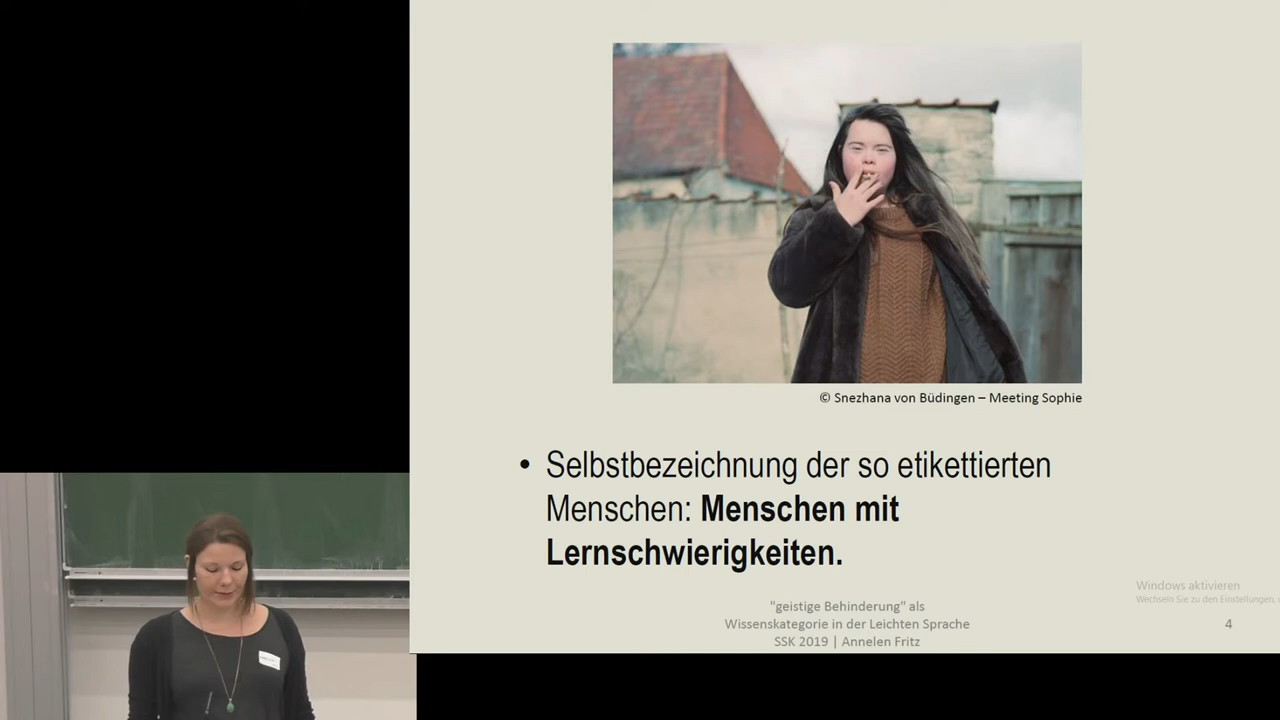 © Snezhana von Büdingen – Meeting Sophie
• Selbstbezeichnung der so etikettierten
Menschen: Menschen mit
Lernschwierigkeiten.
Windows aktivieren
Wechseln Sie zu den Einstellungen,
"geistige Behinderung" als
Wissenskategorie in der Leichten Sprache
SSK 2019 | Annelen Fritz
4